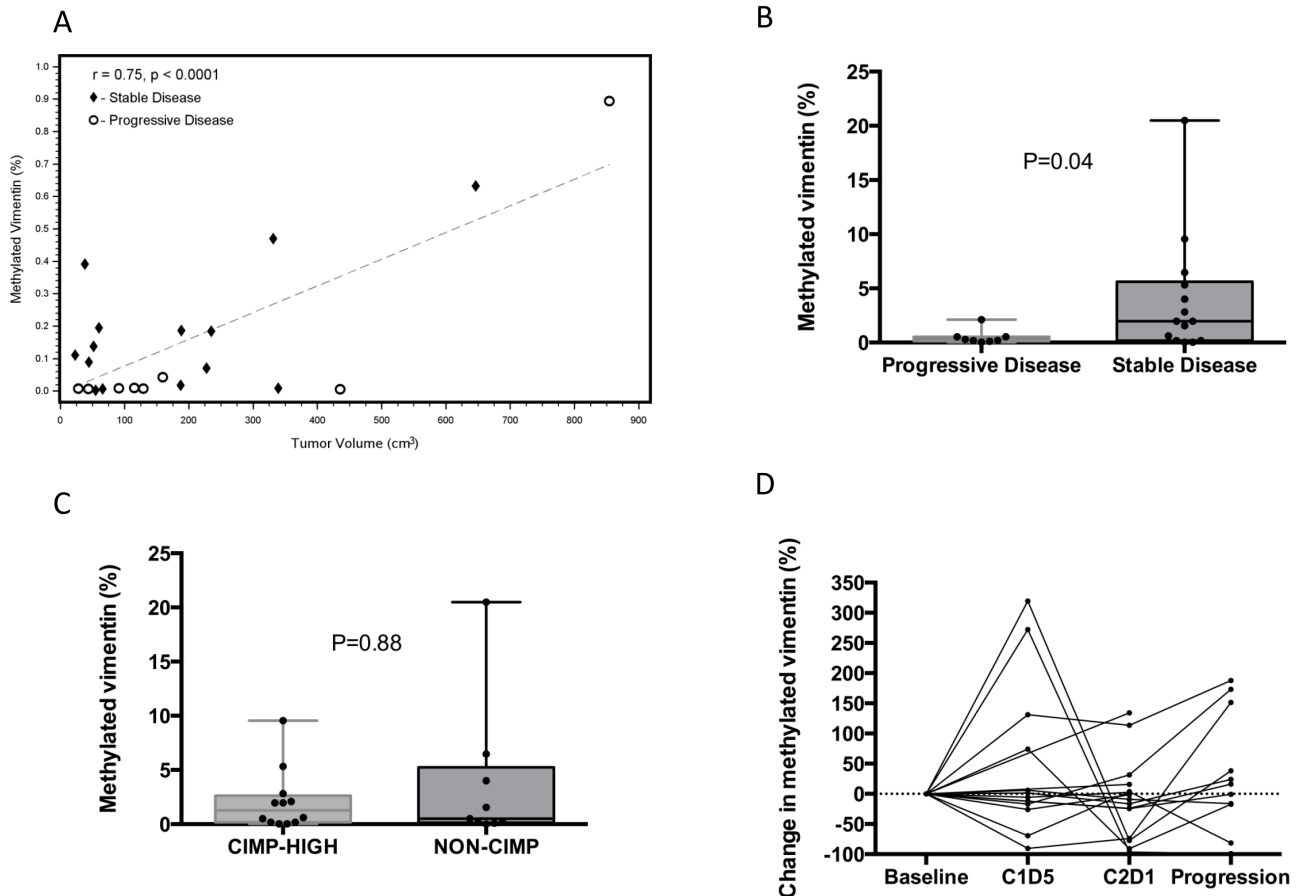 A
r = 0.75, p < 0.0001
- Stable Disease
- Progressive Disease
Methylated Vimentin (%)
1.0
0.9
0.8
0.7
0.6
0.5
0.4
0.3
0.2
0.1
0.0
0 100 200 300 400 500 600 700 800 900
Tumor Volume (cm³)
B
Methylated vimentin (%)
25
20
15
10
5
0
P=0.04
Progressive Disease Stable Disease
C
Methylated vimentin (%)
25
20
15
10
5
0
P=0.88
CIMP-HIGH NON-CIMP
D
Change in methylated vimentin (%)
350
300
250
200
150
100
50
0
-50
-100
Baseline C1D5 C2D1 Progression